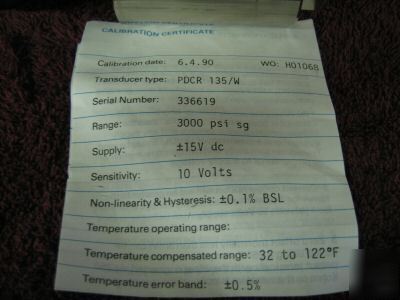 CALIBRATION CERTIFICATE
Calibration date: 6.4.90 WO: H01068
Transducer type: PDCR 135/W
Serial Number: 336619
Range: 3000 psi sg
Supply: ±15V dc
Sensitivity: 10 Volts
Non-linearity & Hysteresis: ±0.1% BSL
Temperature operating range:
Temperature compensated range: 32 to 122°F
Temperature error band: ±0.5%